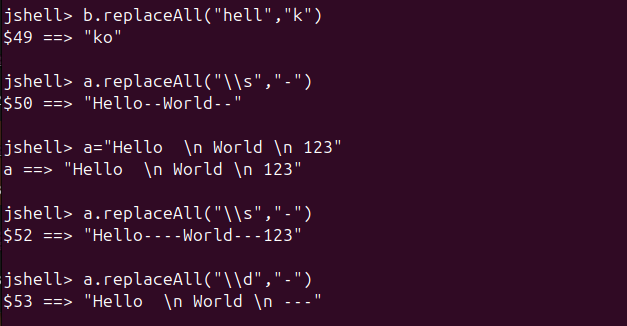 jshell> b.replaceAll("hell","k")
$49 ==> "ko"
jshell> a.replaceAll("\\s","-")
$50 ==> "Hello--World--"
jshell> a="Hello  \n World \n 123"
a ==> "Hello  \n World \n 123"
jshell> a.replaceAll("\\s","-")
$52 ==> "Hello----World---123"
jshell> a.replaceAll("\\d","-")
$53 ==> "Hello  \n World \n ---"